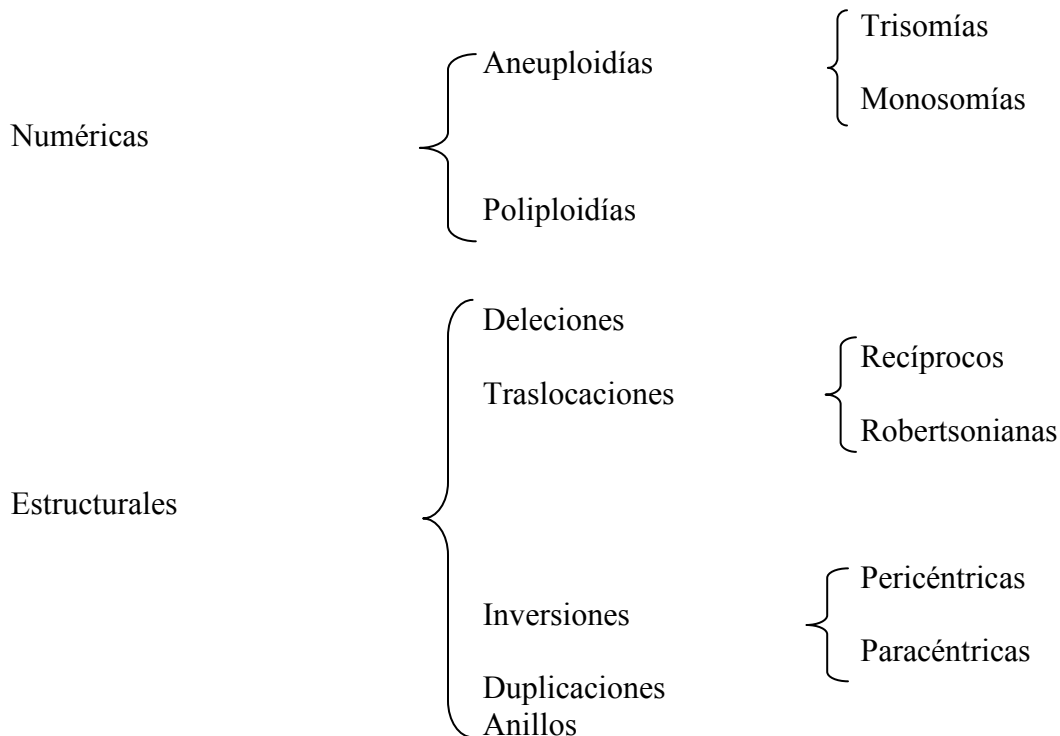 Trisomías
Aneuploidías
Monosomías
Numéricas
Poliploidías
Deleciones
Recíprocos
Traslocaciones
Robertsonianas
Estructurales
Pericéntricas
Inversiones
Paracéntricas
Duplicaciones
Anillos